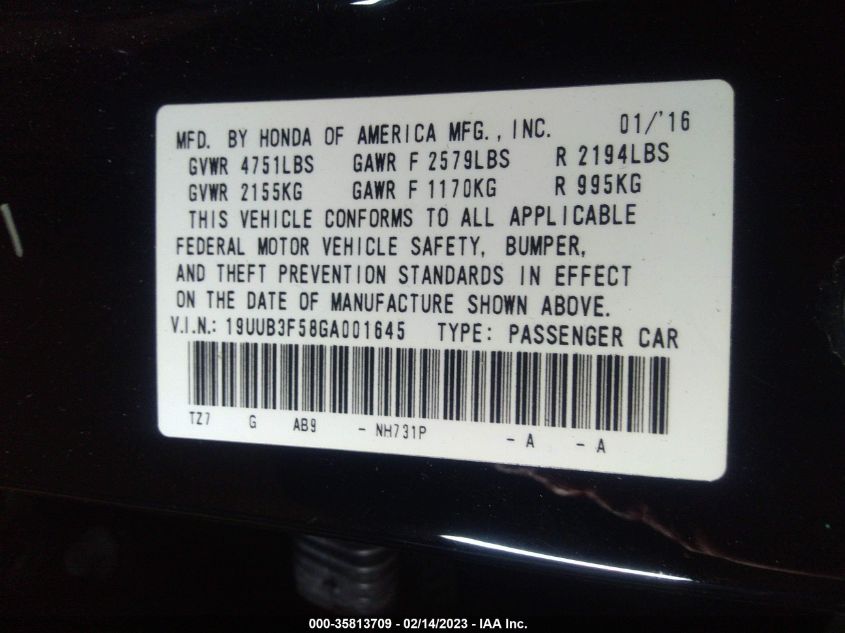 MFD. BY HONDA OF AMERICA MFG., INC. 01/'16
GVWR 4751LBS GAWR F 2579LBS R 2194LBS
GVWR 2155KG GAWR F 1170KG R 995KG
THIS VEHICLE CONFORMS TO ALL APPLICABLE
FEDERAL MOTOR VEHICLE SAFETY, BUMPER,
AND THEFT PREVENTION STANDARDS IN EFFECT
ON THE DATE OF MANUFACTURE SHOWN ABOVE.
V.I.N.: 19UUB3F58GA001645 TYPE: PASSENGER CAR
TZ7 G AB9 - NH731P - A - A
000-35813709 - 02/14/2023 - IAA Inc.